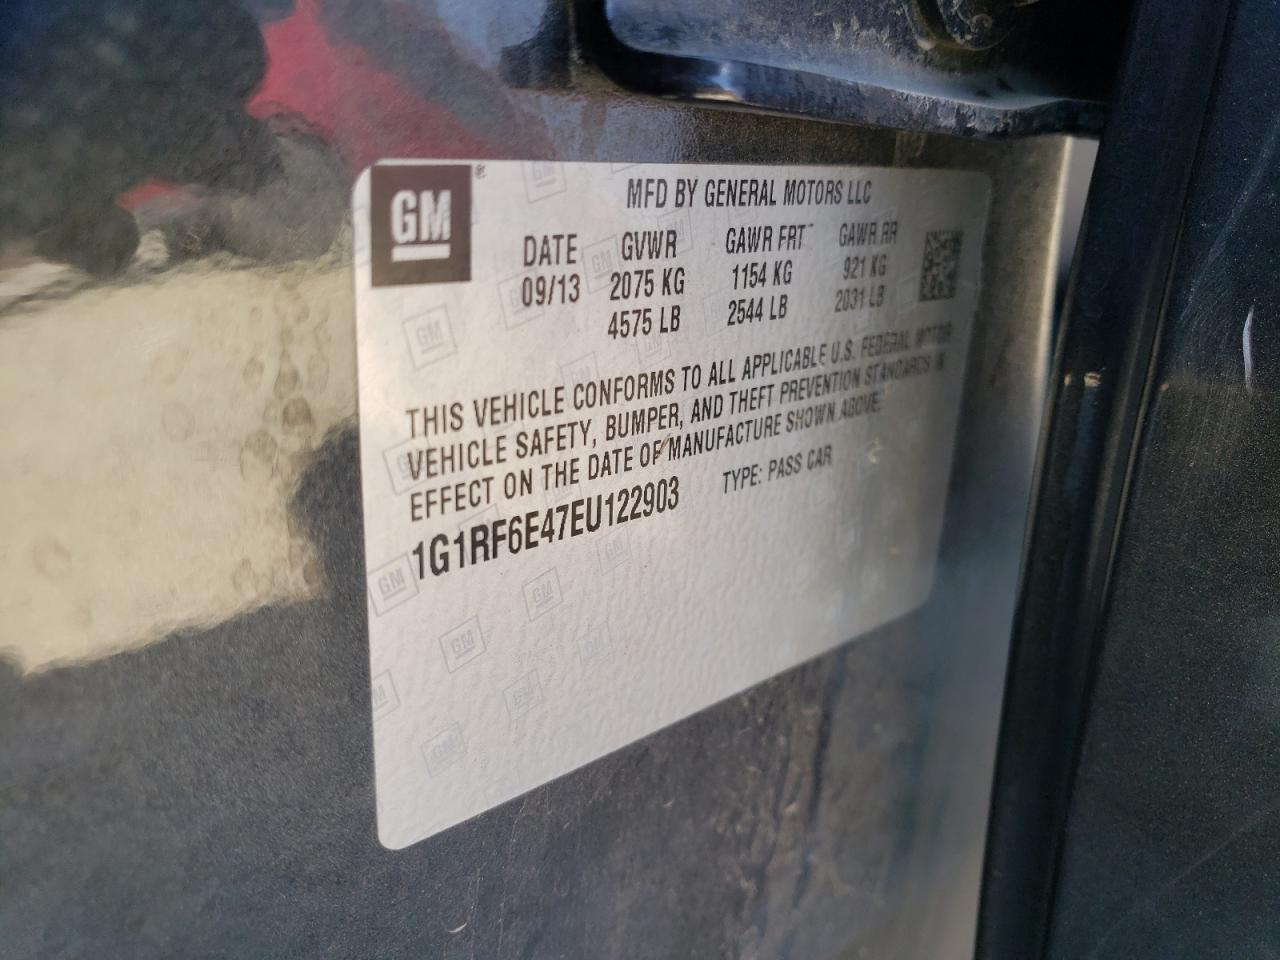 GM
MFD BY GENERAL MOTORS LLC
DATE GVWR GAWR FRT GAWR RR
09/13 2075 KG 1154 KG 921 KG
4575 LB 2544 LB 2031 LB
THIS VEHICLE CONFORMS TO ALL APPLICABLE U.S. FEDERAL MOTOR
VEHICLE SAFETY, BUMPER, AND THEFT PREVENTION STANDARDS IN
EFFECT ON THE DATE OF MANUFACTURE SHOWN ABOVE.
1G1RF6E47EU122903 TYPE: PASS CAR